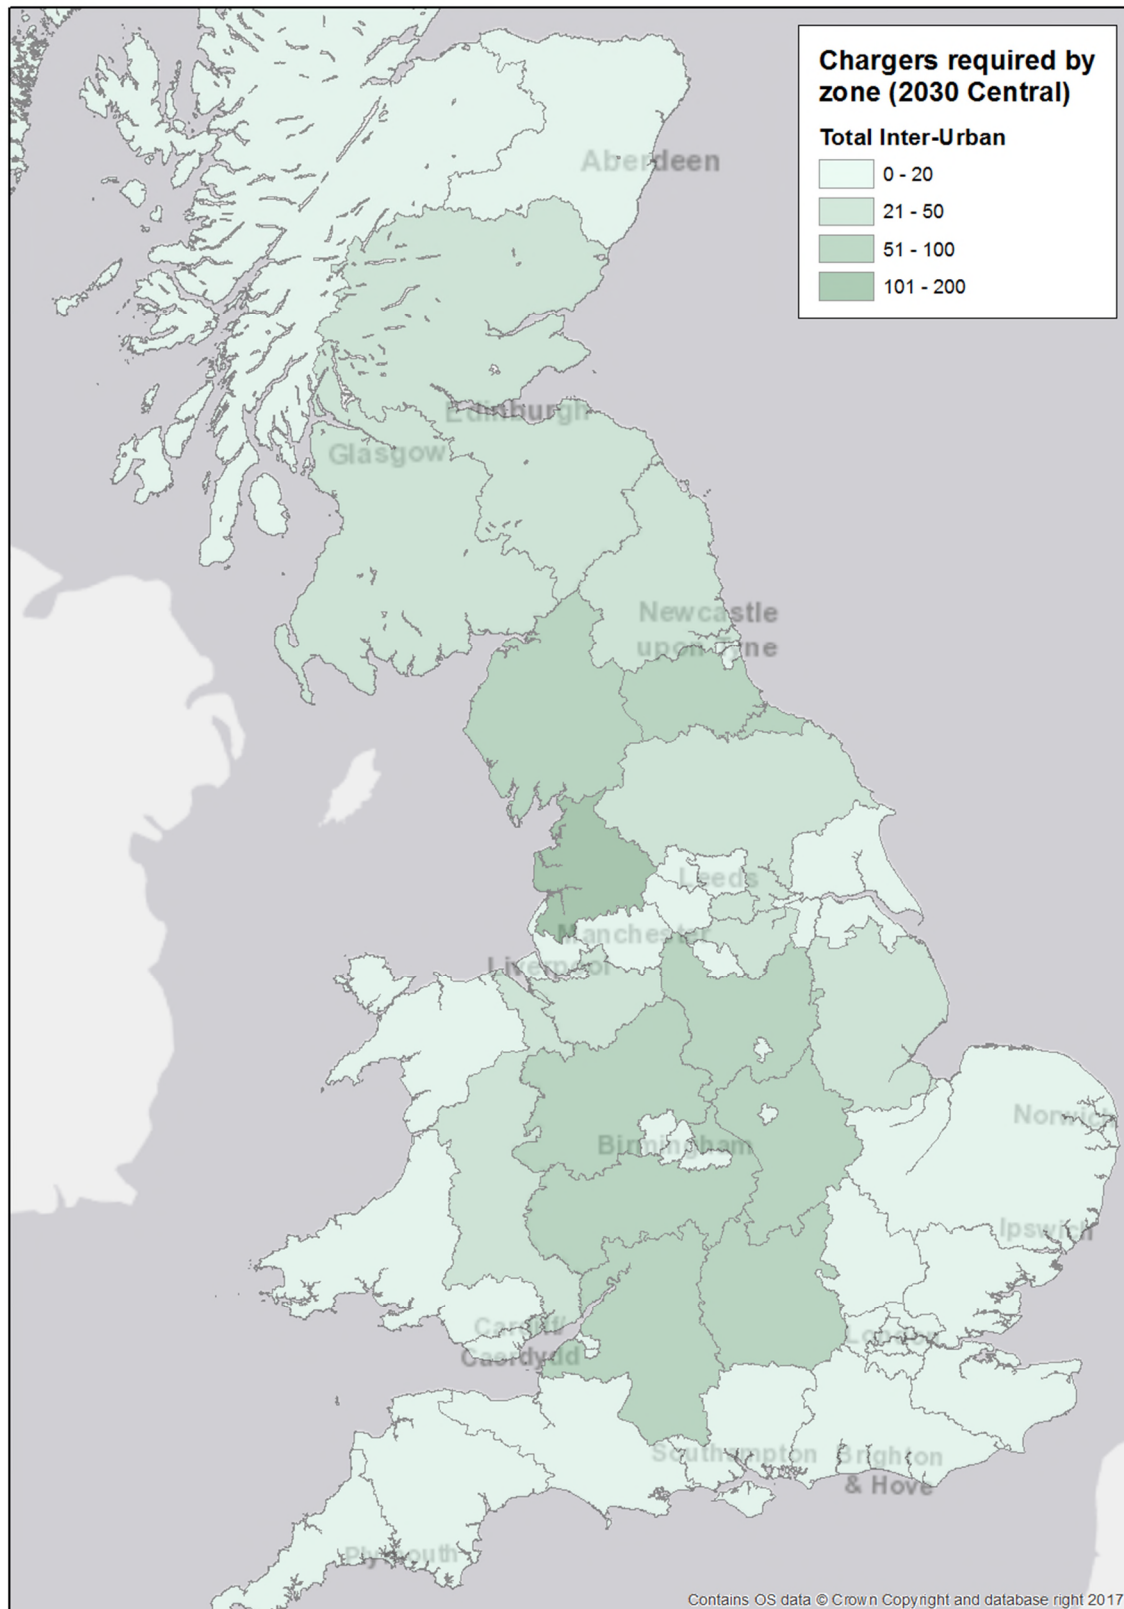 Chargers required by
zone (2030 Central)
Total Inter-Urban
0 - 20
21 - 50
51 - 100
101 - 200
Aberdeen
Edinburgh
Glasgow
Newcastle
upon Tyne
Leeds
Manchester
Liverpool
Norwich
Birmingham
Ipswich
Cardiff/
Caerdydd
London
Southampton
Brighton
& Hove
Plymouth
Contains OS data © Crown Copyright and database right 2017